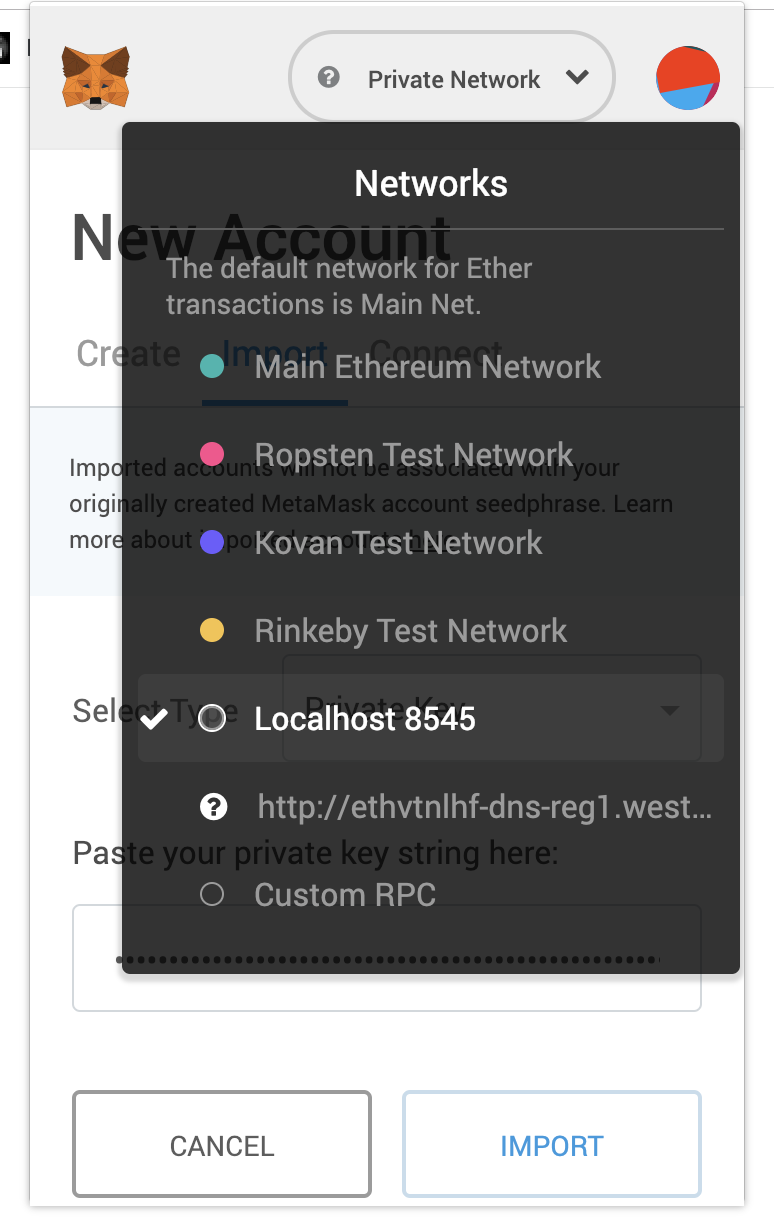 Private Network
Networks
New Account
The default network for Ether
transactions is Main Net.
Create Import Connect
Main Ethereum Network
Ropsten Test Network
Imported accounts will not be associated with your
originally created MetaMask account seedphrase. Learn
more about imported accounts here
Kovan Test Network
Rinkeby Test Network
Select Type Private Key
Localhost 8545
http://ethvtnlhf-dns-reg1.west...
Paste your private key string here:
Custom RPC
CANCEL IMPORT